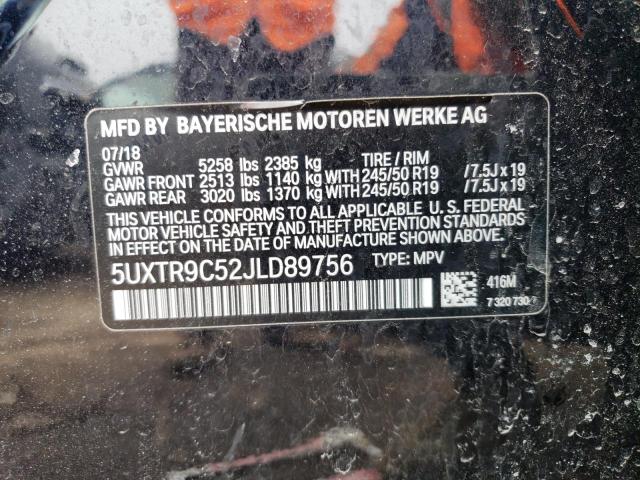 MFD BY BAYERISCHE MOTOREN WERKE AG
07/18 TIRE / RIM
GVWR 5258 lbs 2385 kg
GAWR FRONT 2513 lbs 1140 kg WITH 245/50 R19 /7.5J x 19
GAWR REAR 3020 lbs 1370 kg WITH 245/50 R19 /7.5J x 19
THIS VEHICLE CONFORMS TO ALL APPLICABLE U. S. FEDERAL
MOTOR VEHICLE SAFETY AND THEFT PREVENTION STANDARDS
IN EFFECT ON THE DATE OF MANUFACTURE SHOWN ABOVE.
5UXTR9C52JLD89756 TYPE: MPV
416M